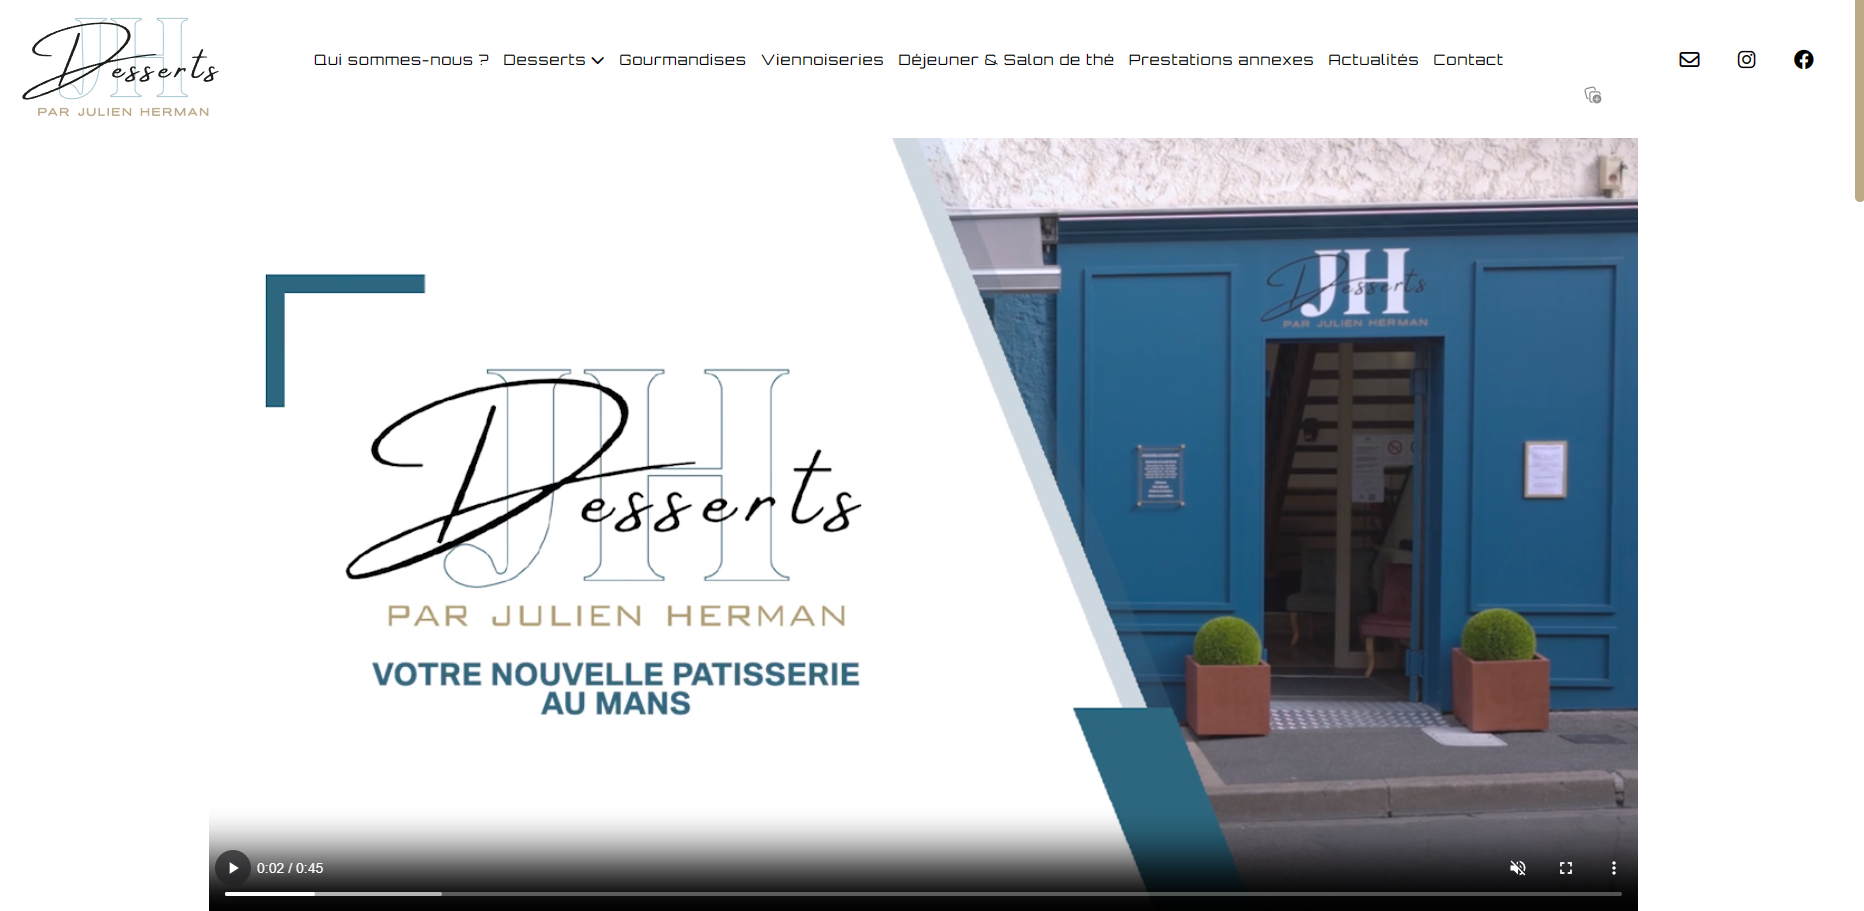 JH
Desserts
PAR JULIEN HERMAN
Qui sommes-nous ? Desserts Gourmandises Viennoiseries Déjeuner & Salon de thé Prestations annexes Actualités Contact
JH
Desserts
PAR JULIEN HERMAN
VOTRE NOUVELLE PATISSERIE
AU MANS
JH
Desserts
PAR JULIEN HERMAN
0:02 / 0:45